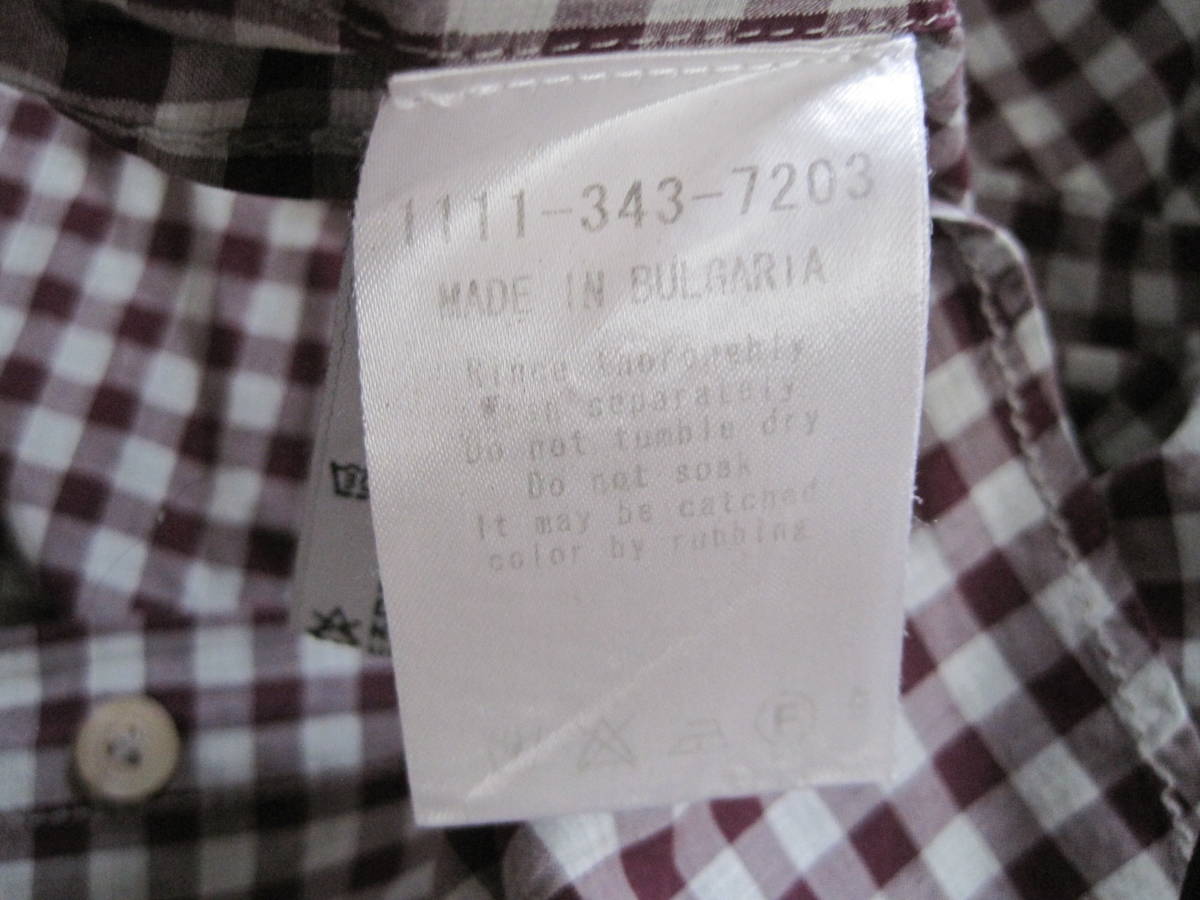 1111-343-7203
MADE IN BULGARIA
Rince thoroughly
Wash separately
Do not tumble dry
Do not soak
It may be catched
color by rubbing
F